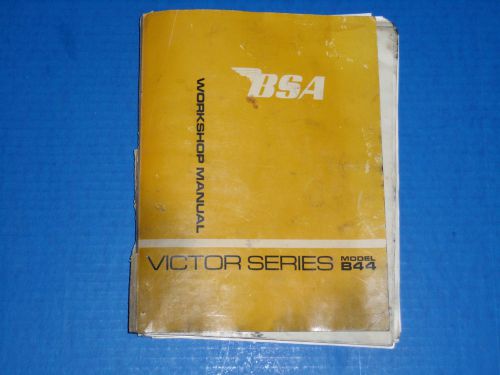 BSA
WORKSHOP MANUAL
VICTOR SERIES MODEL B44